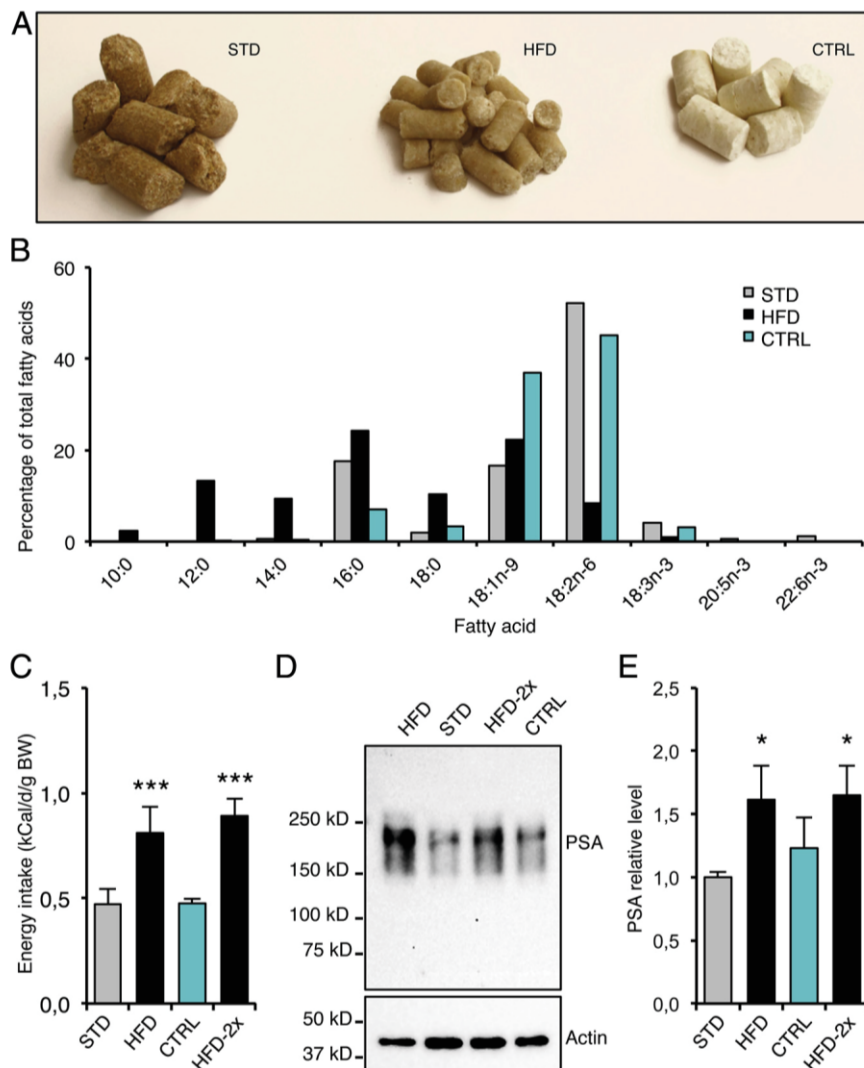 A
STD
HFD
CTRL
B
Percentage of total fatty acids
60
40
20
0
STD
HFD
CTRL
10:0
12:0
14:0
16:0
18:0
18:1n-9
18:2n-6
18:3n-3
20:5n-3
22:6n-3
Fatty acid
C
Energy intake (kCal/d/g BW)
1,5
1,0
0,5
0,0
***
***
STD
HFD
CTRL
HFD-2x
D
HFD
STD
HFD-2x
CTRL
250 kD
150 kD
100 kD
75 kD
PSA
50 kD
37 kD
Actin
E
PSA relative level
2,5
2,0
1,5
1,0
0,5
0,0
*
*
STD
HFD
CTRL
HFD-2x